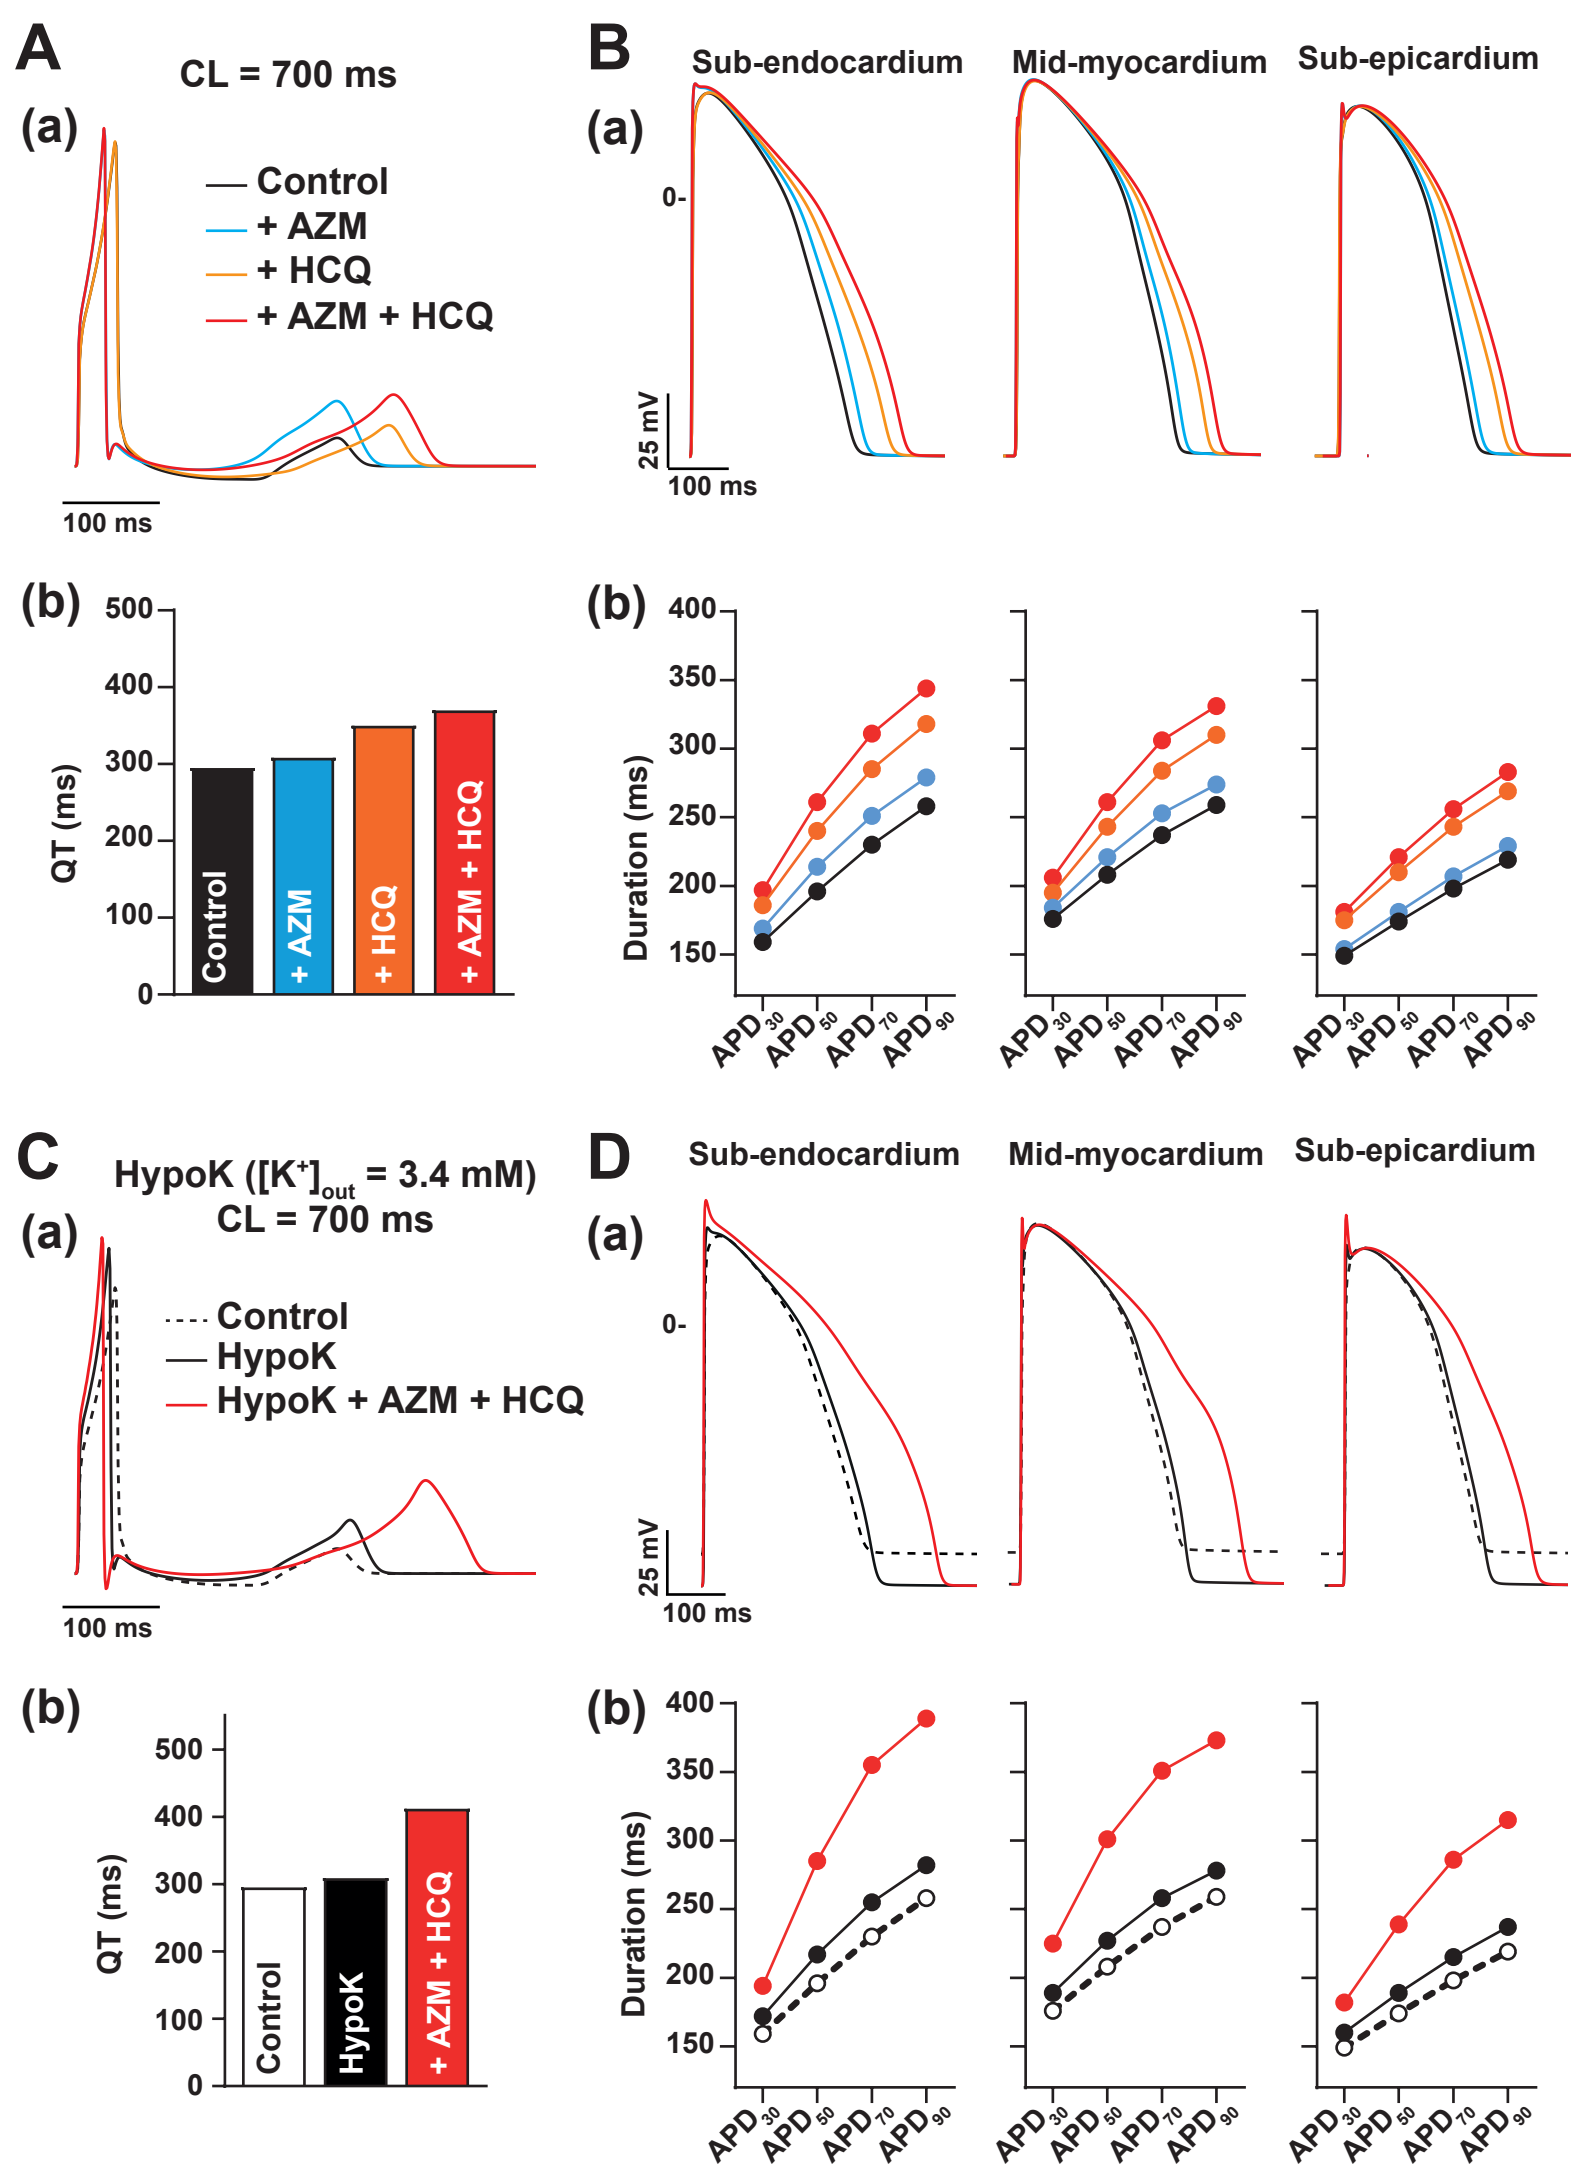 A
CL = 700 ms
(a)
Control
+ AZM
+ HCQ
+ AZM + HCQ
100 ms
(b)
500
400
300
200
100
0
QT (ms)
Control
+ AZM
+ HCQ
+ AZM + HCQ
B
Sub-endocardium
Mid-myocardium
Sub-epicardium
(a)
0-
25 mV
100 ms
(b)
400
350
300
250
200
150
Duration (ms)
APD30
APD50
APD70
APD90
APD30
APD50
APD70
APD90
APD30
APD50
APD70
APD90
C
HypoK ([K+]out = 3.4 mM)
CL = 700 ms
(a)
Control
HypoK
HypoK + AZM + HCQ
100 ms
(b)
500
400
300
200
100
0
QT (ms)
Control
HypoK
+ AZM + HCQ
D
Sub-endocardium
Mid-myocardium
Sub-epicardium
(a)
0-
25 mV
100 ms
(b)
400
350
300
250
200
150
Duration (ms)
APD30
APD50
APD70
APD90
APD30
APD50
APD70
APD90
APD30
APD50
APD70
APD90